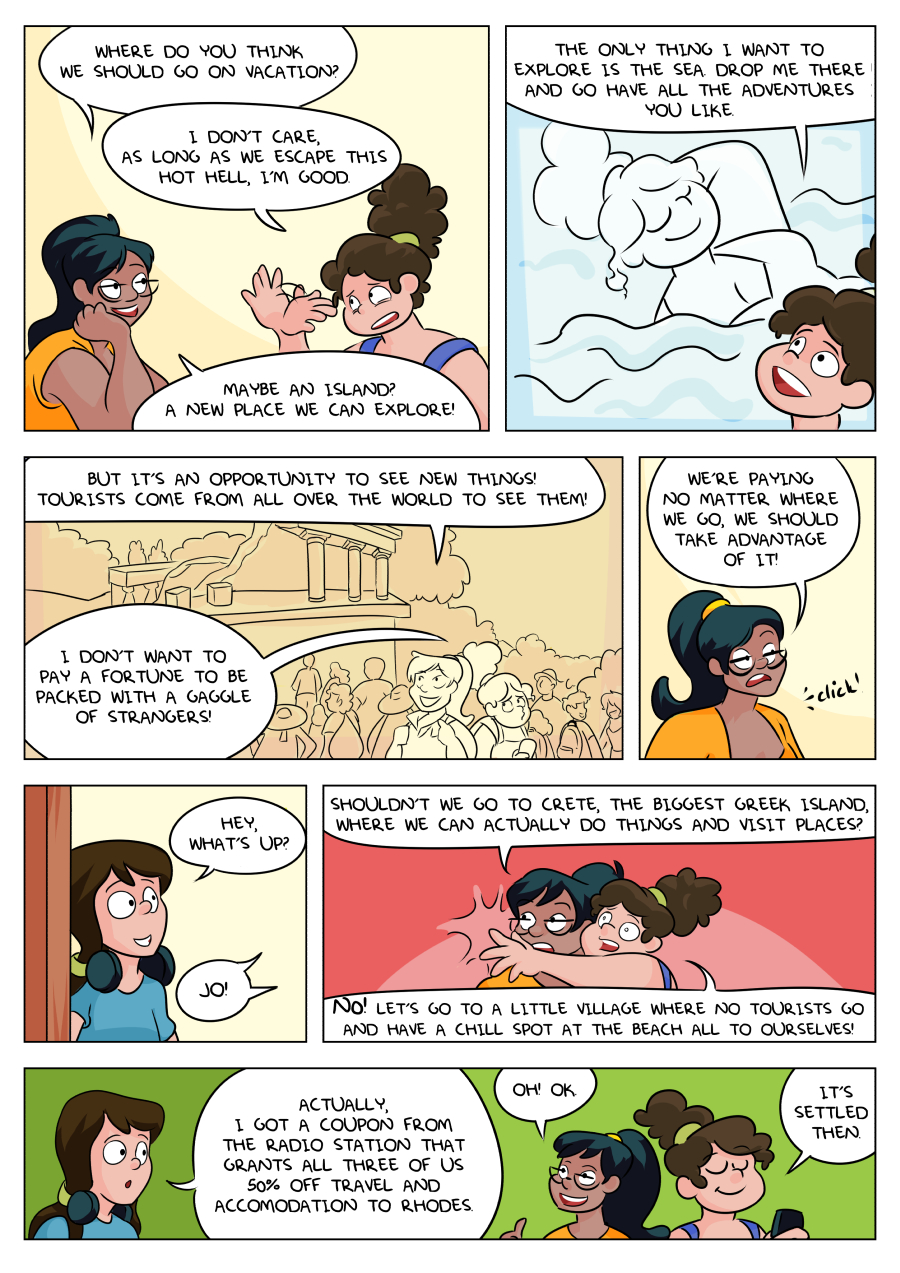 WHERE DO YOU THINK
WE SHOULD GO ON VACATION?
I DON'T CARE,
AS LONG AS WE ESCAPE THIS
HOT HELL, I'M GOOD.
MAYBE AN ISLAND?
A NEW PLACE WE CAN EXPLORE!
THE ONLY THING I WANT TO
EXPLORE IS THE SEA. DROP ME THERE
AND GO HAVE ALL THE ADVENTURES
YOU LIKE.
BUT IT'S AN OPPORTUNITY TO SEE NEW THINGS!
TOURISTS COME FROM ALL OVER THE WORLD TO SEE THEM!
I DON'T WANT TO
PAY A FORTUNE TO BE
PACKED WITH A GAGGLE
OF STRANGERS!
WE'RE PAYING
NO MATTER WHERE
WE GO, WE SHOULD
TAKE ADVANTAGE
OF IT!
click!
HEY,
WHAT'S UP?
JO!
SHOULDN'T WE GO TO CRETE, THE BIGGEST GREEK ISLAND,
WHERE WE CAN ACTUALLY DO THINGS AND VISIT PLACES?
NO! LET'S GO TO A LITTLE VILLAGE WHERE NO TOURISTS GO
AND HAVE A CHILL SPOT AT THE BEACH ALL TO OURSELVES!
ACTUALLY,
I GOT A COUPON FROM
THE RADIO STATION THAT
GRANTS ALL THREE OF US
50% OFF TRAVEL AND
ACCOMODATION TO RHODES.
OH! OK.
IT'S
SETTLED
THEN.